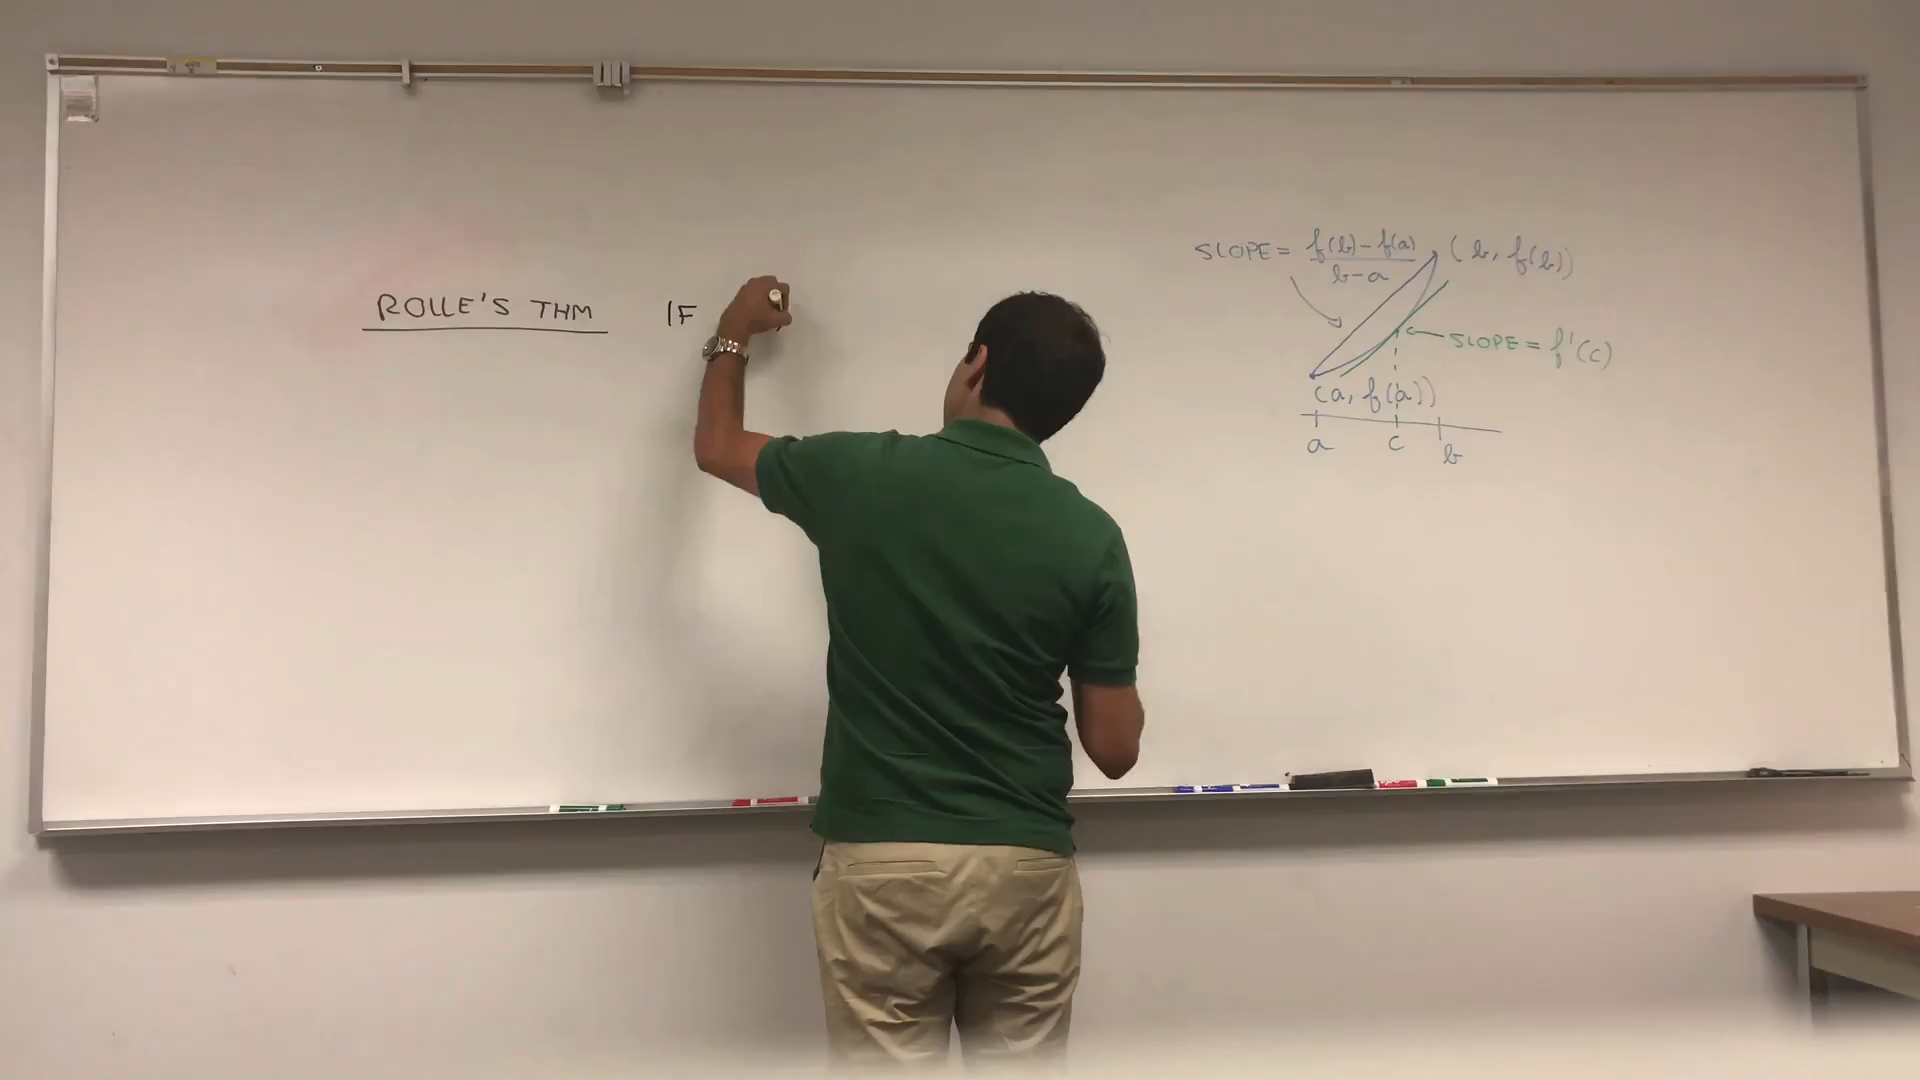 ROLLE'S THM IF
SLOPE = f(b)-f(a)
b-a
(b, f(b))
SLOPE = f'(c)
(a, f(a))
a c b